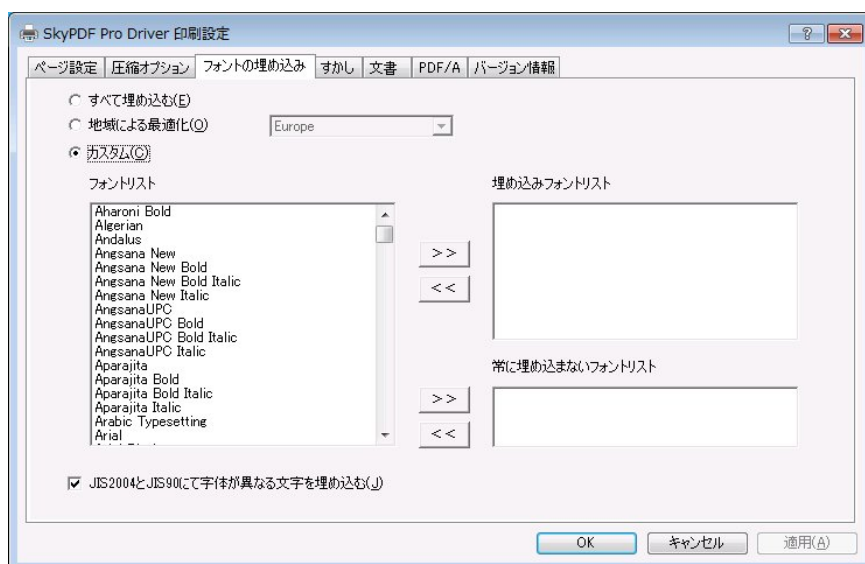 SkyPDF Pro Driver 印刷設定
ページ設定 圧縮オプション フォントの埋め込み すかし 文書 PDF/A バージョン情報
すべて埋め込む(E)
地域による最適化(O) Europe
カスタム(C)
フォントリスト
埋め込みフォントリスト
Aharoni Bold
Algerian
Andalus
Angsana New
Angsana New Bold
Angsana New Bold Italic
Angsana New Italic
AngsanaUPC
AngsanaUPC Bold
AngsanaUPC Bold Italic
AngsanaUPC Italic
Aparajita
Aparajita Bold
Aparajita Bold Italic
Aparajita Italic
Arabic Typesetting
Arial
>>
<<
常に埋め込まないフォントリスト
>>
<<
JIS2004とJIS90にて字体が異なる文字を埋め込む(J)
OK キャンセル 適用(A)